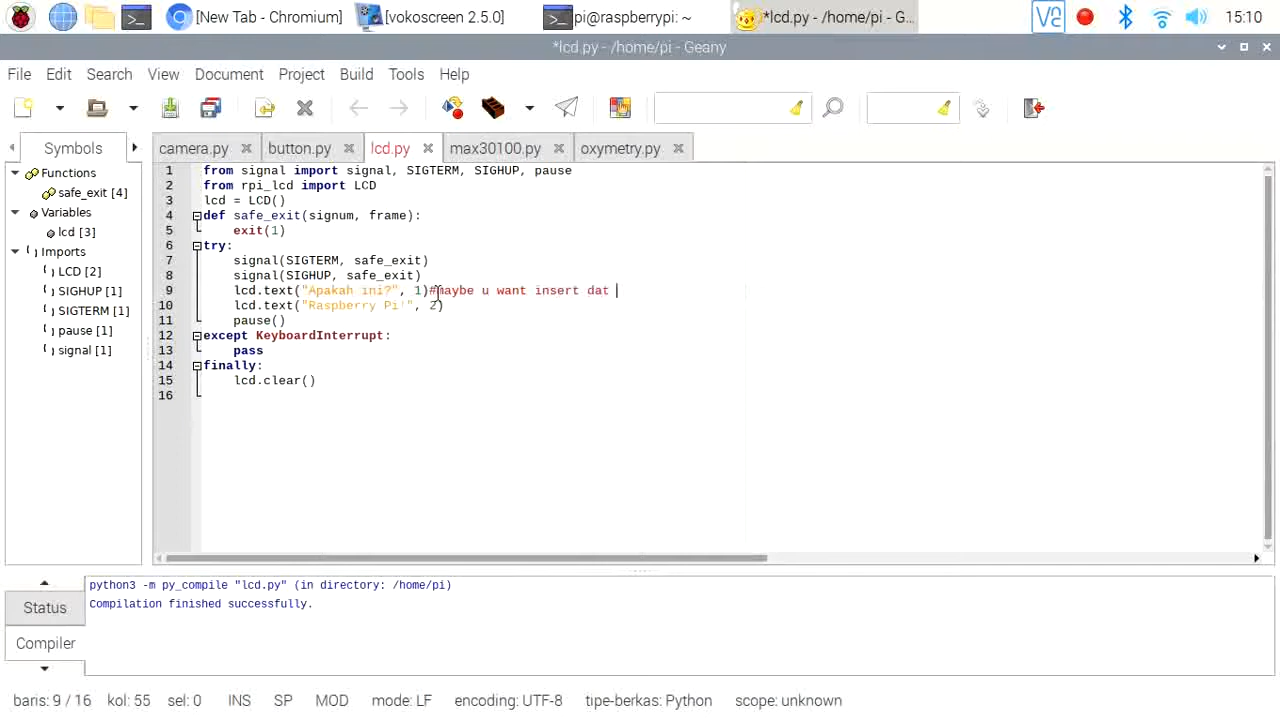 [New Tab - Chromium] [vokoscreen 2.5.0] pi@raspberrypi: ~ *lcd.py - /home/pi - G... 15:10
*lcd.py - /home/pi - Geany
File Edit Search View Document Project Build Tools Help
Symbols camera.py button.py lcd.py max30100.py oxymetry.py
Functions
safe_exit [4]
Variables
lcd [3]
Imports
LCD [2]
SIGHUP [1]
SIGTERM [1]
pause [1]
signal [1]
1 from signal import signal, SIGTERM, SIGHUP, pause
2 from rpi_lcd import LCD
3 lcd = LCD()
4 def safe_exit(signum, frame):
5 exit(1)
6 try:
7 signal(SIGTERM, safe_exit)
8 signal(SIGHUP, safe_exit)
9 lcd.text("Apakah ini?", 1)#maybe u want insert dat
10 lcd.text("Raspberry Pi!", 2)
11 pause()
12 except KeyboardInterrupt:
13 pass
14 finally:
15 lcd.clear()
16
Status
Compiler
python3 -m py_compile "lcd.py" (in directory: /home/pi)
Compilation finished successfully.
baris: 9 / 16 kol: 55 sel: 0 INS SP MOD mode: LF encoding: UTF-8 tipe-berkas: Python scope: unknown